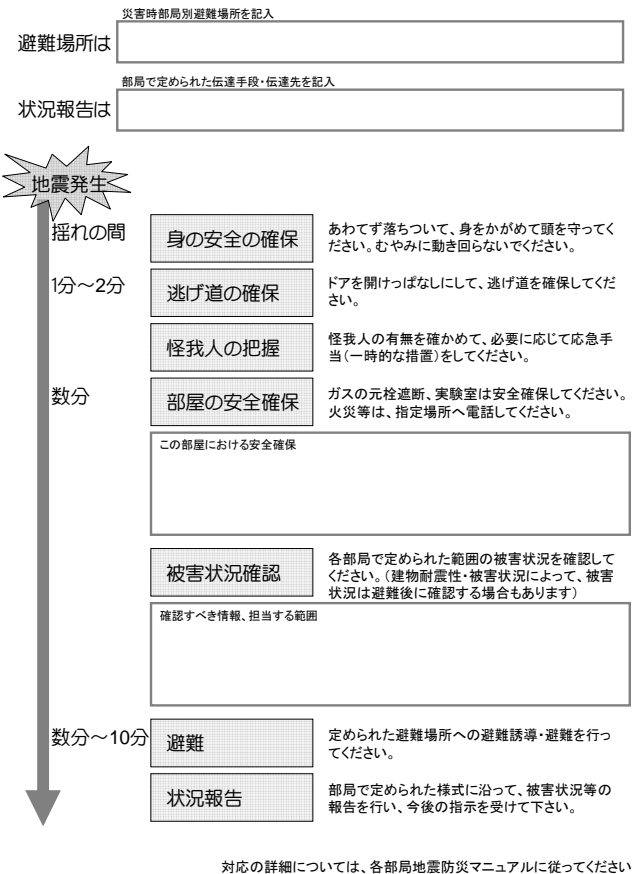 災害時部局別避難場所を記入
避難場所は
部局で定められた伝達手段・伝達先を記入
状況報告は
地震発生
揺れの間
身の安全の確保
あわてず落ちついて、身をかがめて頭を守ってく
ださい。むやみに動き回らないでください。
1分～2分
逃げ道の確保
ドアを開けっぱなしにして、逃げ道を確保してくだ
さい。
怪我人の把握
怪我人の有無を確かめて、必要に応じて応急手
当（一時的な措置）をしてください。
数分
部屋の安全確保
ガスの元栓遮断、実験室は安全確保してください。
火災等は、指定場所へ電話してください。
この部屋における安全確保
被害状況確認
各部局で定められた範囲の被害状況を確認して
ください。（建物耐震性・被害状況によって、被害
状況は避難後に確認する場合もあります）
確認すべき情報、担当する範囲
数分～10分
避難
定められた避難場所への避難誘導・避難を行っ
てください。
状況報告
部局で定められた様式に沿って、被害状況等の
報告を行い、今後の指示を受けて下さい。
対応の詳細については、各部局地震防災マニュアルに従ってください